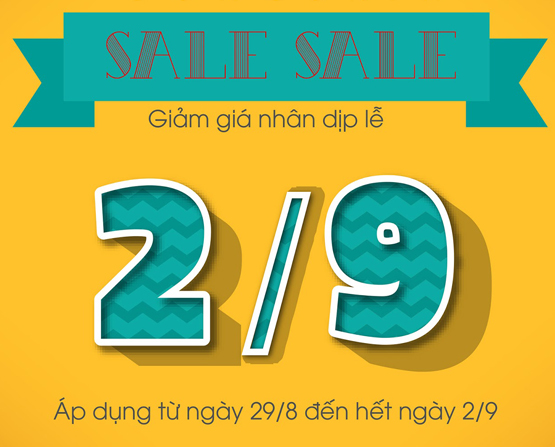 SALE SALE
Giảm giá nhân dịp lễ
2/9
Áp dụng từ ngày 29/8 đến hết ngày 2/9